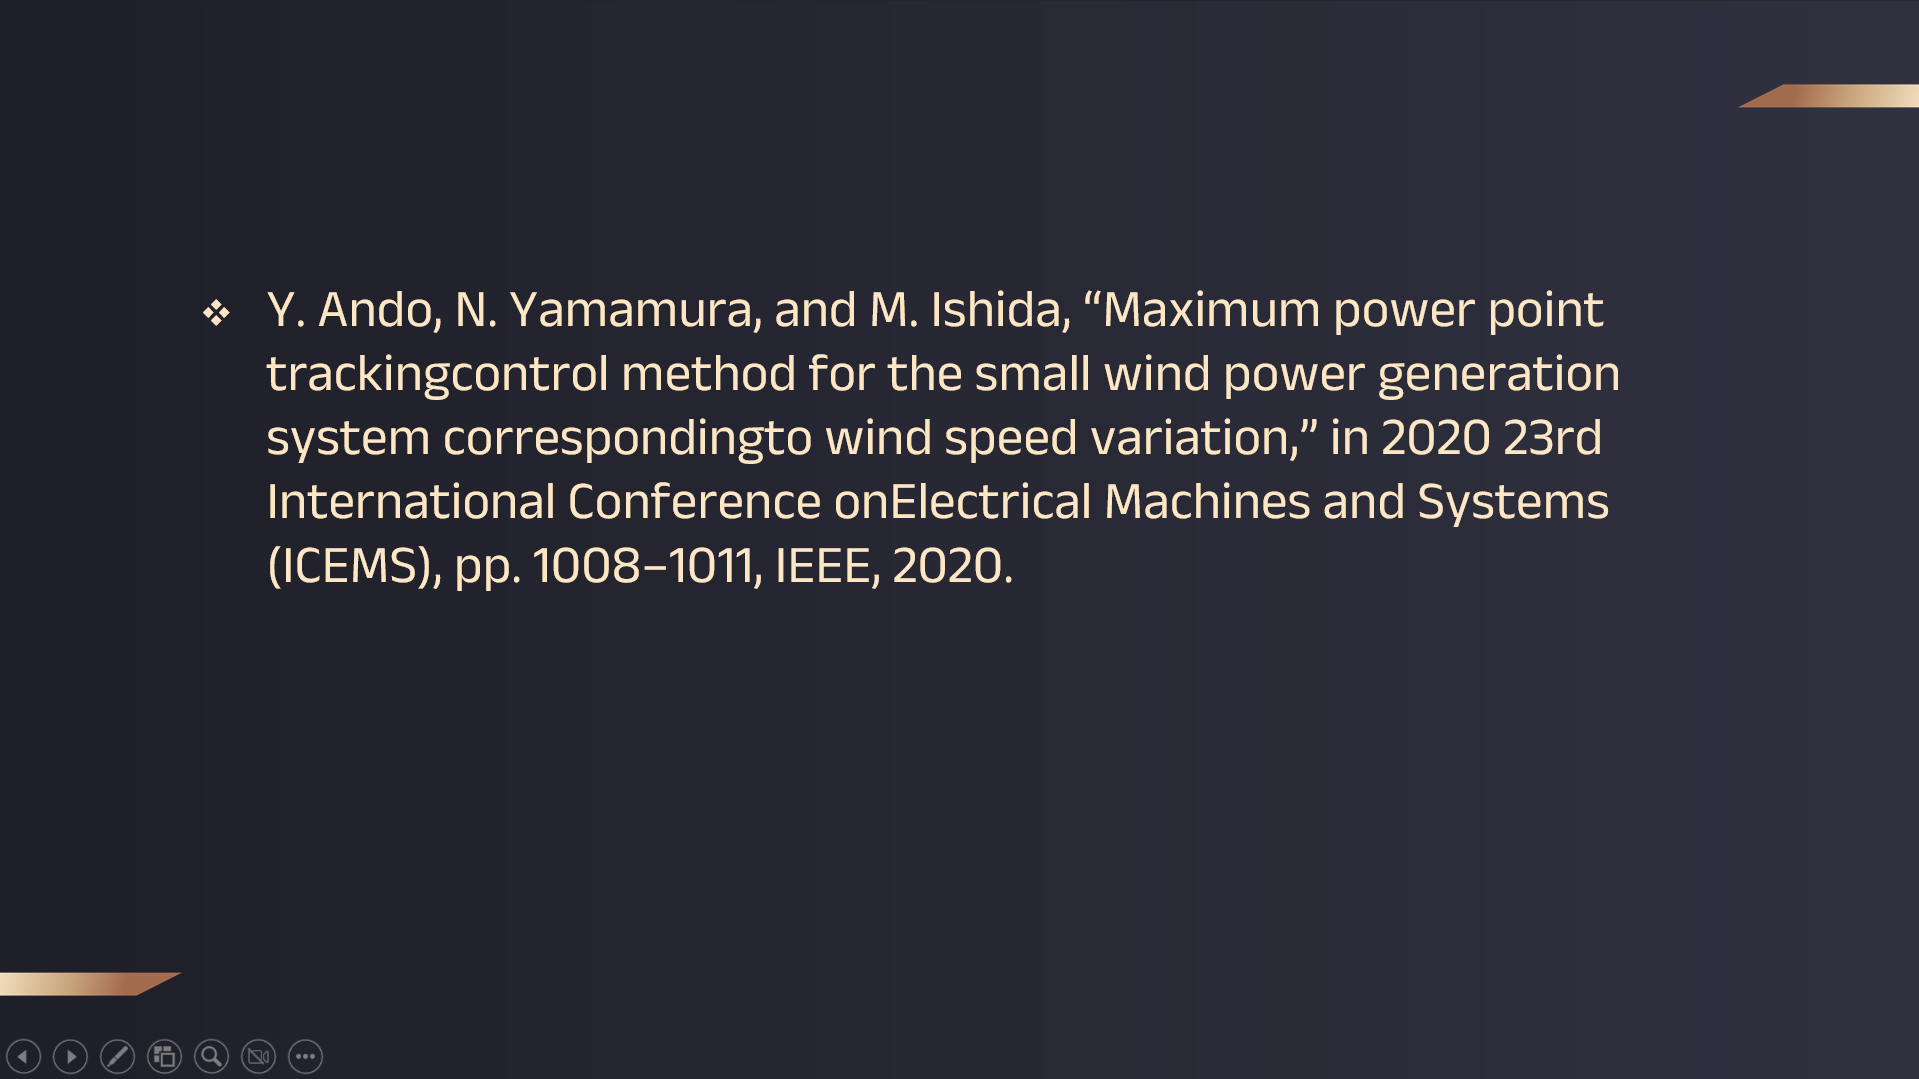 ❖ Y. Ando, N. Yamamura, and M. Ishida, “Maximum power point
trackingcontrol method for the small wind power generation
system correspondingto wind speed variation,” in 2020 23rd
International Conference onElectrical Machines and Systems
(ICEMS), pp. 1008–1011, IEEE, 2020.